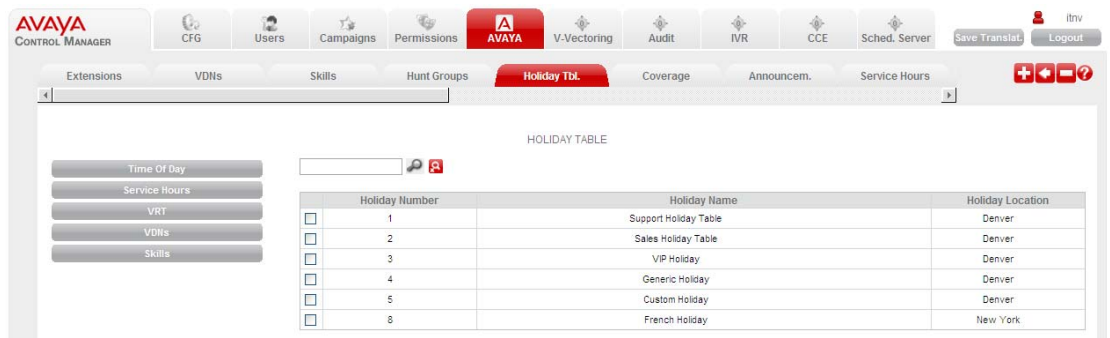 AVAYA
CONTROL MANAGER
CFG Users Campaigns Permissions AVAYA V-Vectoring Audit IVR CCE Sched. Server
itnv
Save Translat. Logout
Extensions VDNs Skills Hunt Groups Holiday Tbl. Coverage Announcem. Service Hours
HOLIDAY TABLE
Time Of Day
Service Hours
VRT
VDNs
Skills
Holiday Number Holiday Name Holiday Location
1 Support Holiday Table Denver
2 Sales Holiday Table Denver
3 VIP Holiday Denver
4 Generic Holiday Denver
5 Custom Holiday Denver
8 French Holiday New York